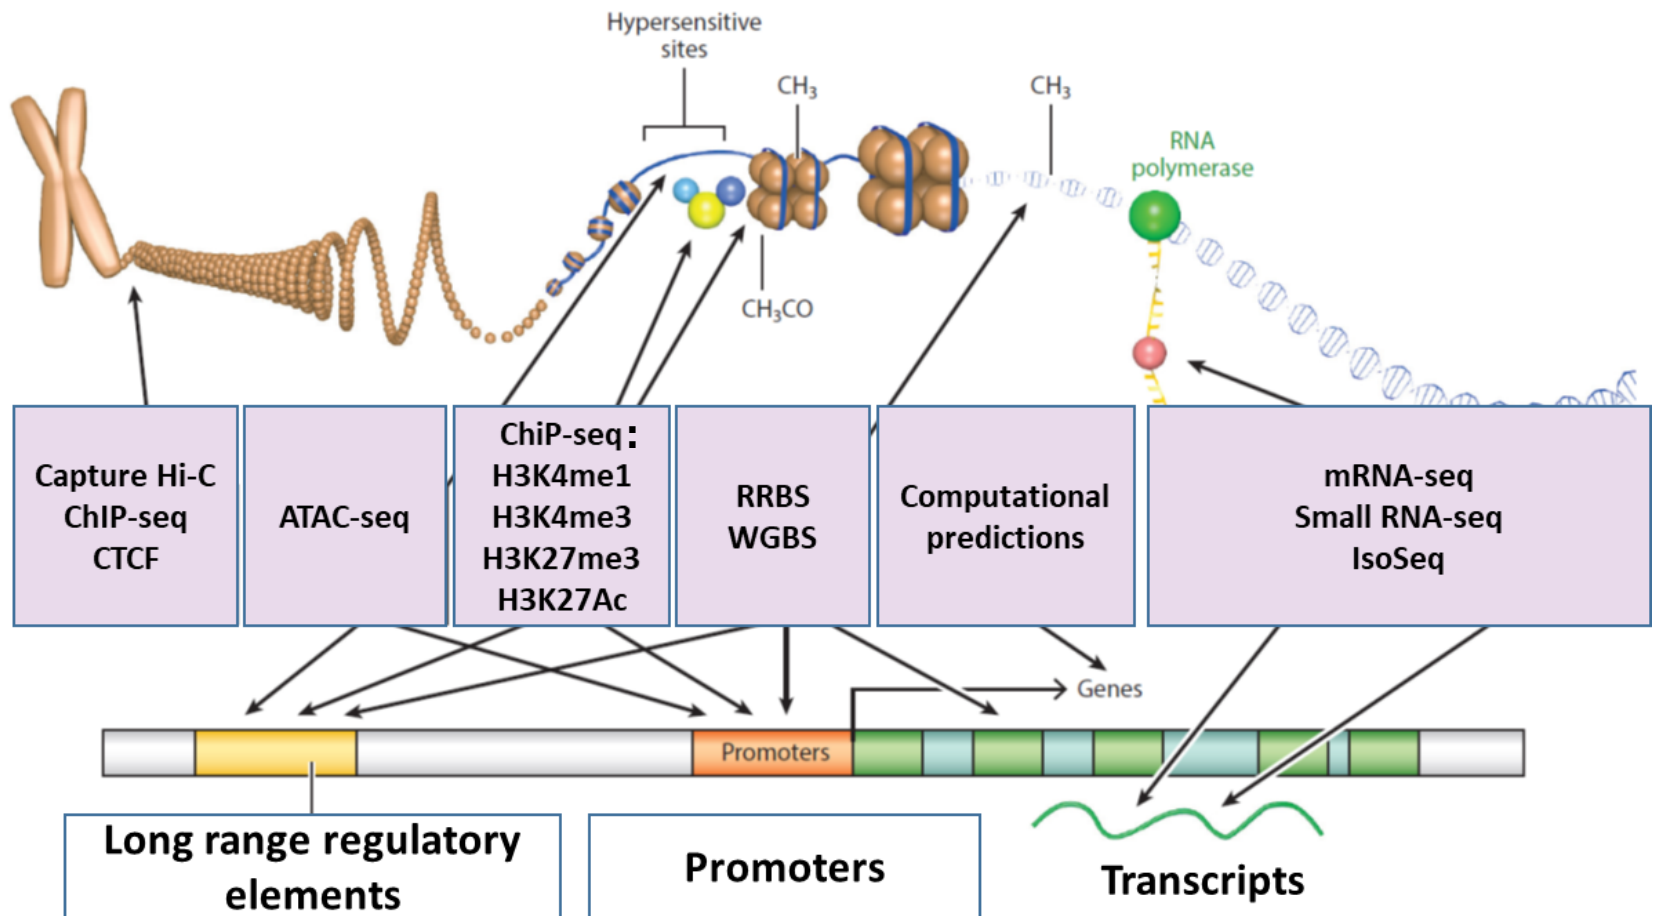 Hypersensitive
sites
CH₃
CH₃
RNA
polymerase
CH₃CO
Capture Hi-C
ChIP-seq
CTCF
ATAC-seq
ChiP-seq:
H3K4me1
H3K4me3
H3K27me3
H3K27Ac
RRBS
WGBS
Computational
predictions
mRNA-seq
Small RNA-seq
IsoSeq
Genes
Promoters
Long range regulatory
elements
Promoters
Transcripts